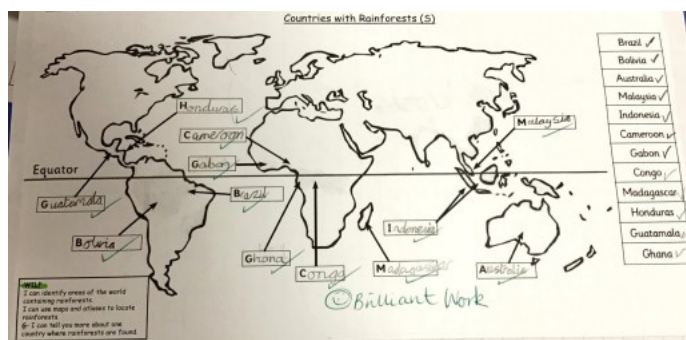 Countries with Rainforests (S)
Honduras
Cameroon
Gabon
Malaysia
Equator
Guatamala
Brazil
Bolivia
Ghana
Congo
Madagascar
Indonesia
Australia
Brilliant Work
Brazil
Bolivia
Australia
Malaysia
Indonesia
Cameroon
Gabon
Congo
Madagascar
Honduras
Guatamala
Ghana
WILF
I can identify areas of the world
containing rainforests.
I can use maps and atlases to locate
rainforests.
G- I can tell you more about one
country where rainforests are found.